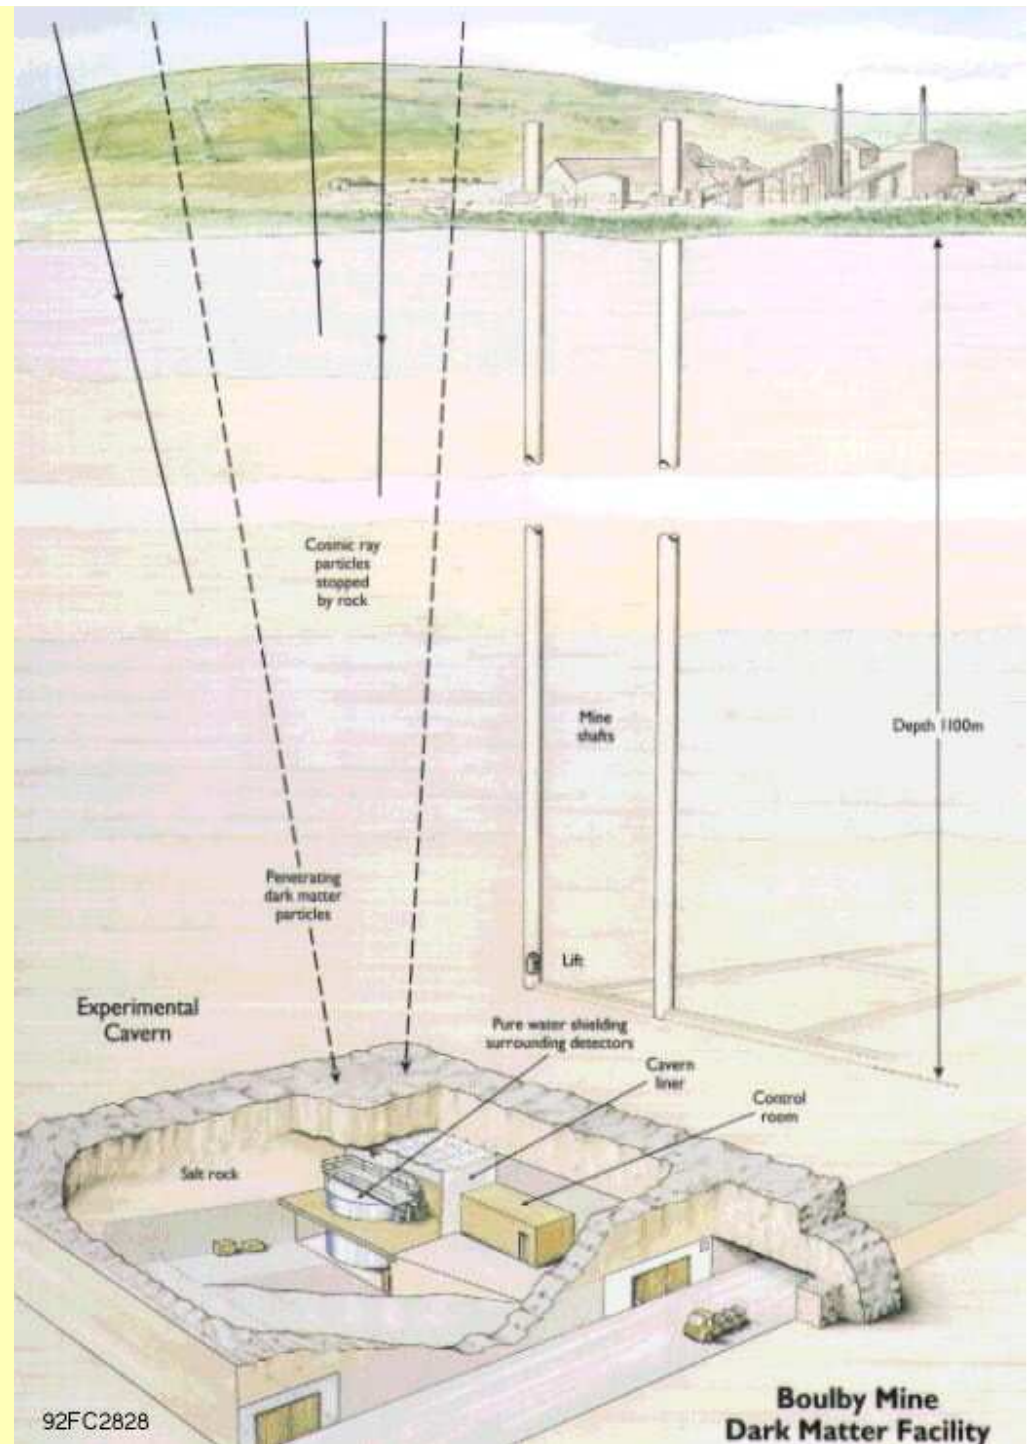 Cosmic ray
particles
stopped
by rock
Mine
shafts
Depth 1100m
Penetrating
dark matter
particles
Lift
Experimental
Cavern
Pure water shielding
surrounding detectors
Cavern
liner
Control
room
Salt rock
92FC2828
Boulby Mine
Dark Matter Facility